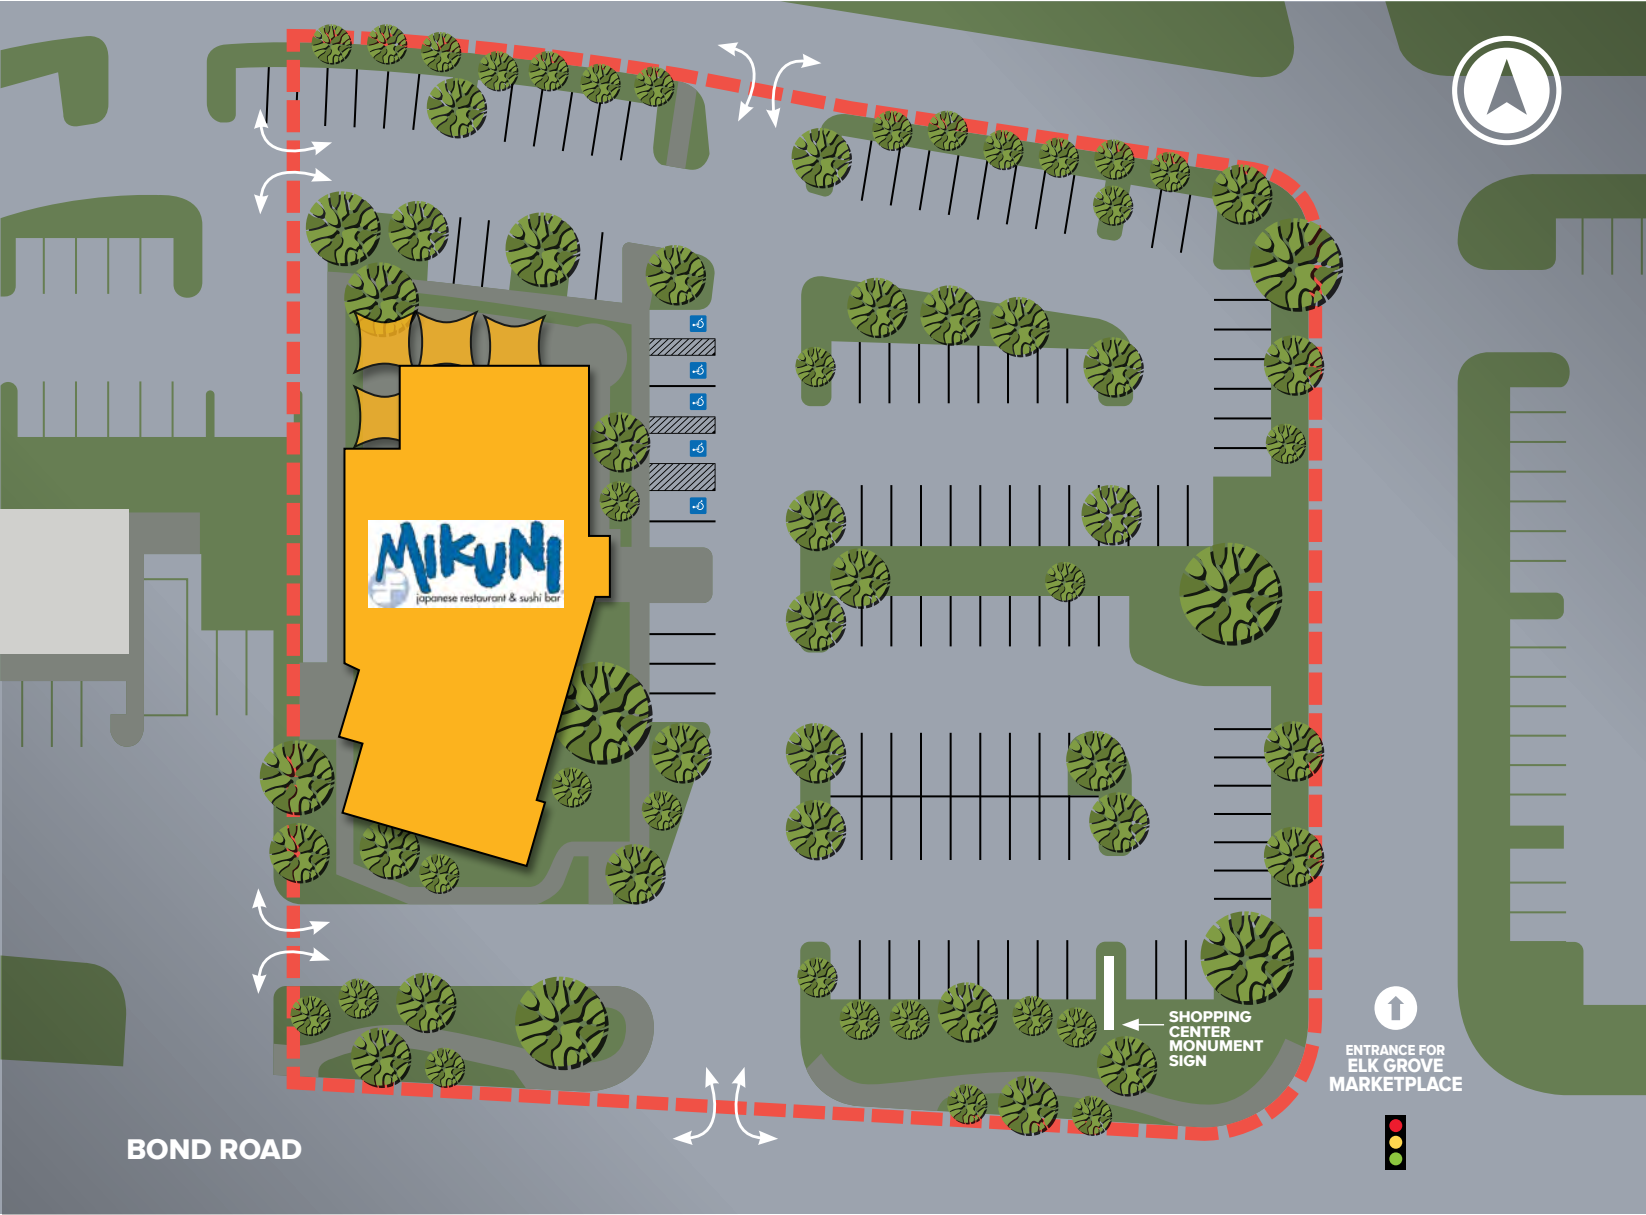 MIKUNI
japanese restaurant & sushi bar
SHOPPING
CENTER
MONUMENT
SIGN
ENTRANCE FOR
ELK GROVE
MARKETPLACE
BOND ROAD